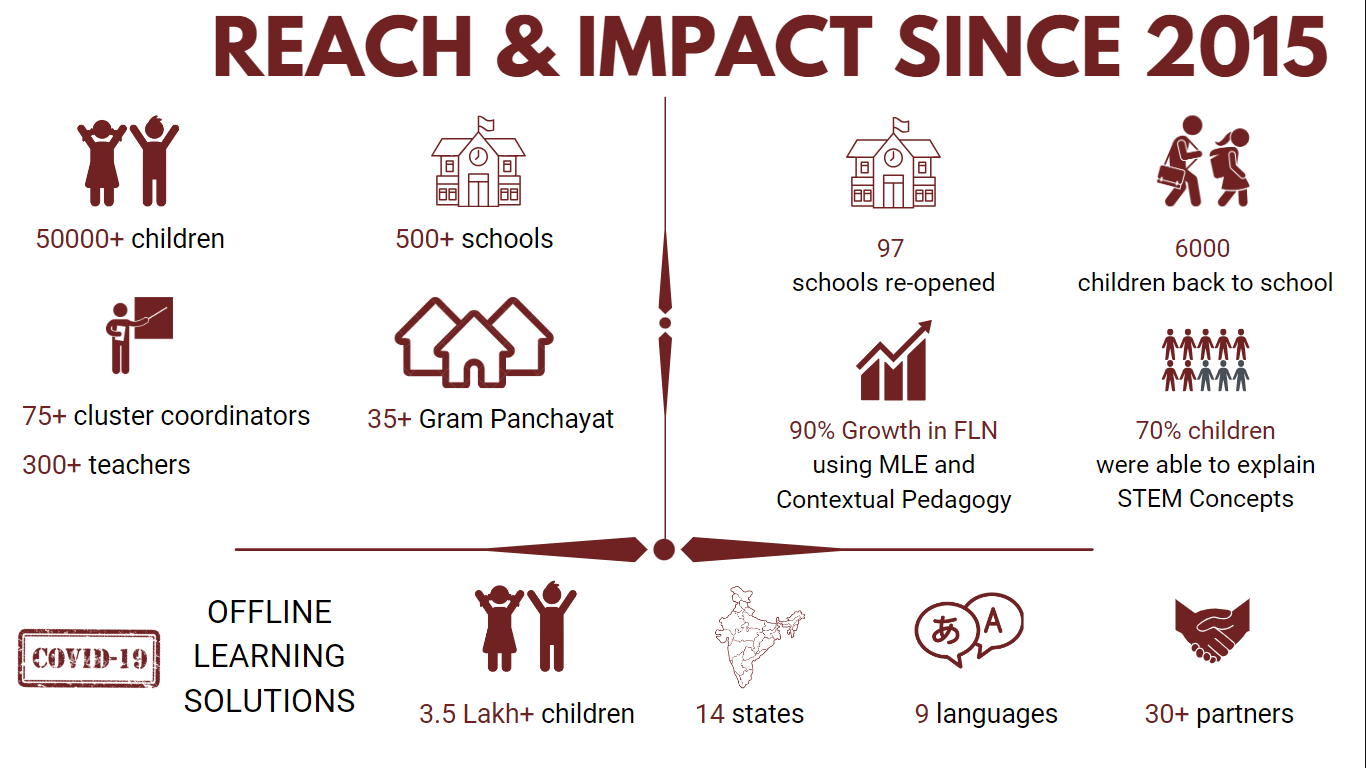 REACH & IMPACT SINCE 2015
50000+ children
500+ schools
75+ cluster coordinators
300+ teachers
35+ Gram Panchayat
97
schools re-opened
6000
children back to school
90% Growth in FLN
using MLE and
Contextual Pedagogy
70% children
were able to explain
STEM Concepts
COVID-19
OFFLINE
LEARNING
SOLUTIONS
3.5 Lakh+ children
14 states
あ A
9 languages
30+ partners